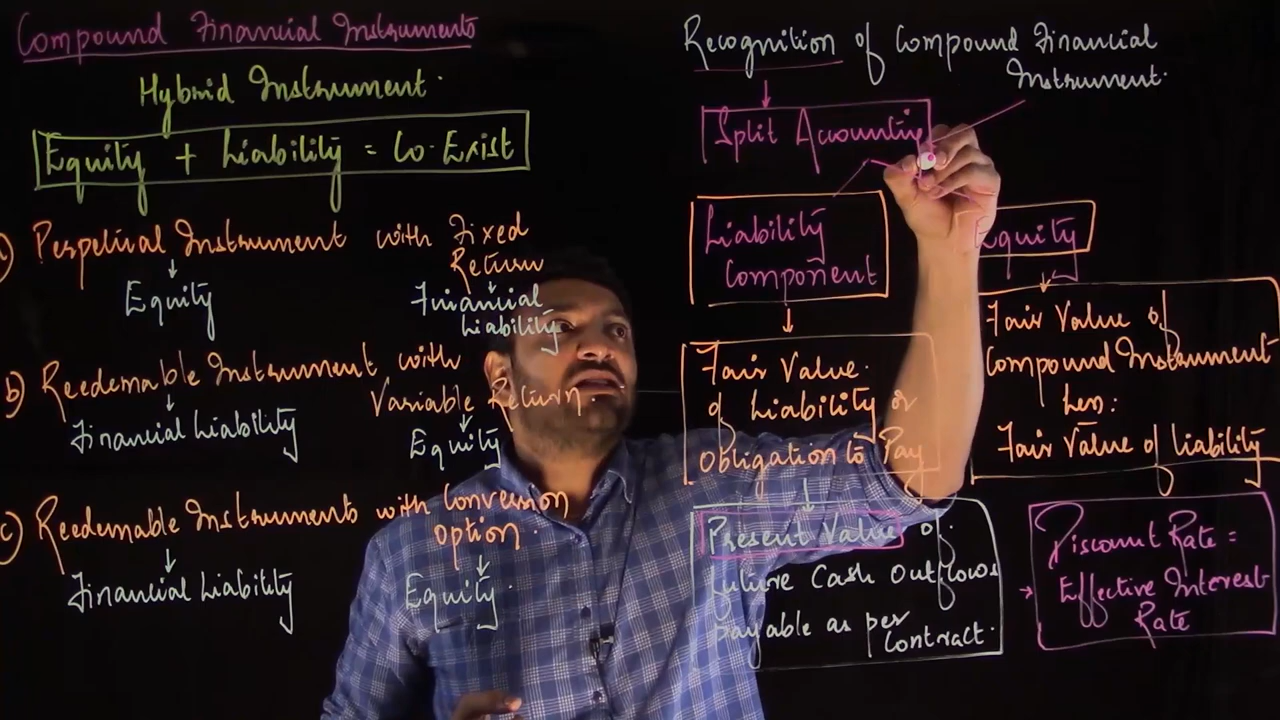 Compound Financial Instruments
Hybrid Instrument.
Equity + Liability = Co-Exist
a) Perpetual Instrument with Fixed
Return
Equity
Financial
Liability
b) Reedemable Instrument with
Variable Return.
Financial Liability
Equity
c) Reedemable Instruments with Conversion
option.
Financial Liability
Equity.
Recognition of Compound Financial
Instrument.
Split Accounting
Liability
Component
Fair Value
of Liability or
Obligation to Pay
Present Value of
future Cash Outflows
payable as per
Contract.
Equity
Fair Value of
Compound Instrument
Less:
Fair Value of Liability
Discount Rate =
Effective Interest
Rate